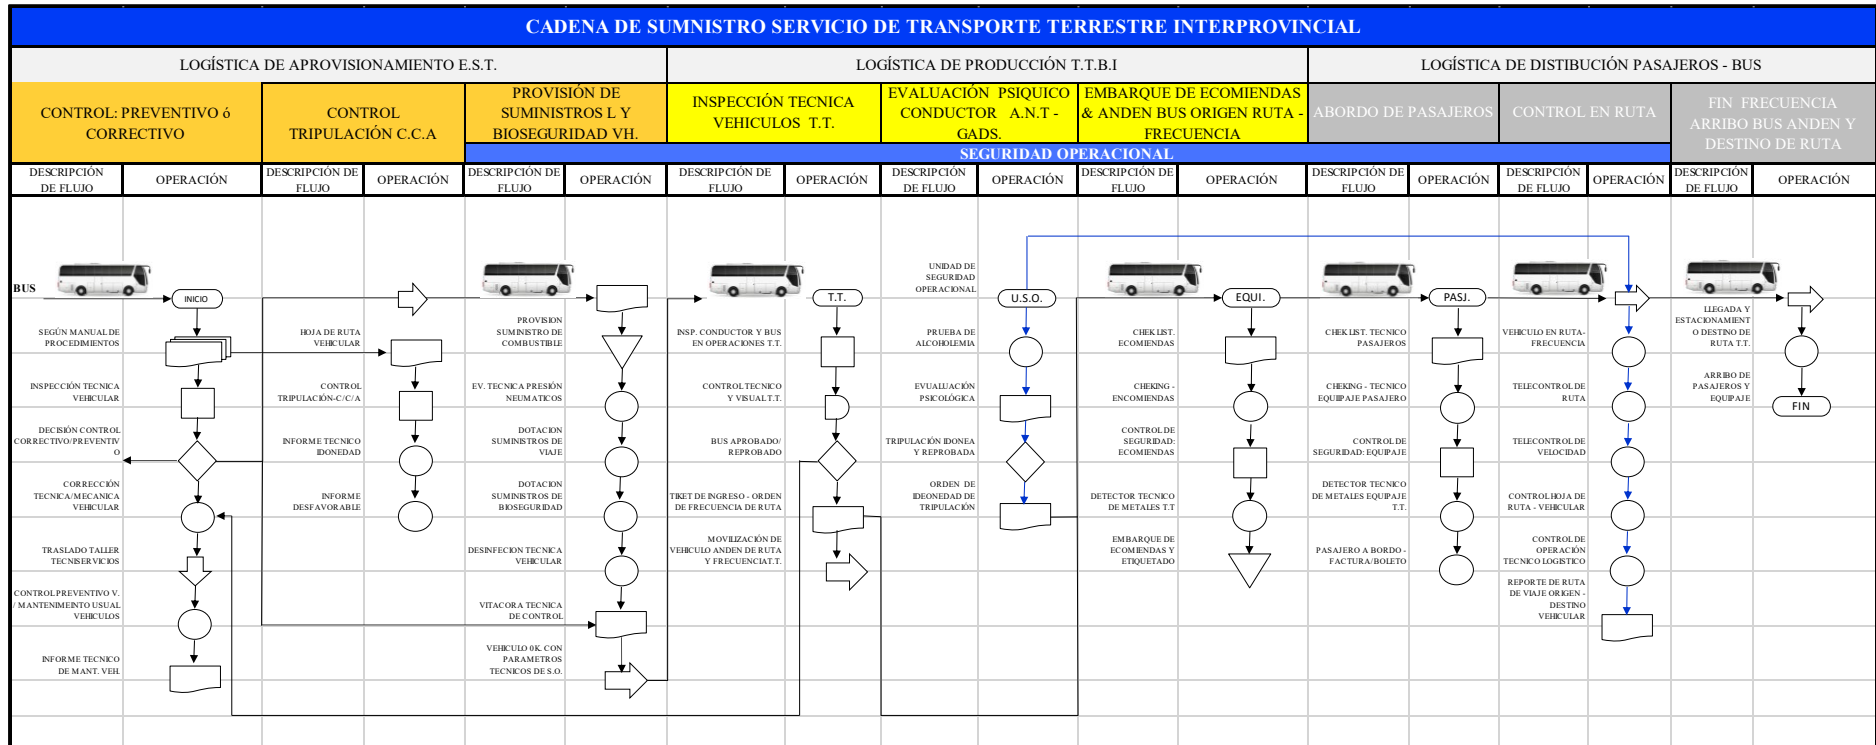 CADENA DE SUMNISTRO SERVICIO DE TRANSPORTE TERRESTRE INTERPROVINCIAL
LOGÍSTICA DE APROVISIONAMIENTO E.S.T.
LOGÍSTICA DE PRODUCCIÓN T.T.B.I
LOGÍSTICA DE DISTIBUCIÓN PASAJEROS - BUS
CONTROL: PREVENTIVO ó
CORRECTIVO
CONTROL
TRIPULACIÓN C.C.A
PROVISIÓN DE
SUMINISTROS L Y
BIOSEGURIDAD VH.
INSPECCIÓN TECNICA
VEHICULOS T.T.
EVALUACIÓN PSIQUICO
CONDUCTOR A.N.T -
GADS.
EMBARQUE DE ECOMIENDAS
& ANDEN BUS ORIGEN RUTA -
FRECUENCIA
ABORDO DE PASAJEROS
CONTROL EN RUTA
FIN FRECUENCIA
ARRIBO BUS ANDEN Y
DESTINO DE RUTA
SEGURIDAD OPERACIONAL
DESCRIPCIÓN
DE FLUJO
OPERACIÓN
DESCRIPCIÓN DE
FLUJO
OPERACIÓN
DESCRIPCIÓN DE
FLUJO
OPERACIÓN
DESCRIPCIÓN DE
FLUJO
OPERACIÓN
DESCRIPCIÓN
DE FLUJO
OPERACIÓN
DESCRIPCIÓN DE
FLUJO
OPERACIÓN
DESCRIPCIÓN DE
FLUJO
OPERACIÓN
DESCRIPCIÓN
DE FLUJO
OPERACIÓN
DESCRIPCIÓN
DE FLUJO
OPERACIÓN
BUS
INICIO
SEGÚN MANUAL DE
PROCEDIMIENTOS
INSPECCIÓN TECNICA
VEHICULAR
DECISIÓN CONTROL
CORRECTIVO/PREVENTIV
O
CORRECCIÓN
TECNICA/MECANICA
VEHICULAR
TRASLADO TALLER
TECNISERVICIOS
CONTROL PREVENTIVO V.
/ MANTENIMEINTO USUAL
VEHICULOS
INFORME TECNICO
DE MANT. VEH.
HOJA DE RUTA
VEHICULAR
CONTROL
TRIPULACIÓN-C/C/A
INFORME TECNICO
IDONEDAD
INFORME
DESFAVORABLE
PROVISION
SUMINISTRO DE
COMBUSTIBLE
EV. TECNICA PRESIÓN
NEUMATICOS
DOTACION
SUMINISTROS DE
VIAJE
DOTACION
SUMINISTROS DE
BIOSEGURIDAD
DESINFECION TECNICA
VEHICULAR
VITACORA TECNICA
DE CONTROL
VEHICULO 0K. CON
PARAMETROS
TECNICOS DE S.O.
T.T.
INSP. CONDUCTOR Y BUS
EN OPERACIONES T.T.
CONTROL TECNICO
Y VISUAL T.T.
BUS APROBADO/
REPROBADO
TIKET DE INGRESO - ORDEN
DE FRECUENCIA DE RUTA
MOVILIZACIÓN DE
VEHICULO ANDEN DE RUTA
Y FRECUENCIA T.T.
UNIDAD DE
SEGURIDAD
OPERACIONAL
U.S.O.
PRUEBA DE
ALCOHOLEMIA
EVUALUACIÓN
PSICOLÓGICA
TRIPULACIÓN IDONEA
Y REPROBADA
ORDEN DE
IDEONEDAD DE
TRIPULACIÓN
EQUI.
CHEK LIST.
ECOMIENDAS
CHEKING -
ENCOMIENDAS
CONTROL DE
SEGURIDAD:
ECOMIENDAS
DETECTOR TECNICO
DE METALES T.T
EMBARQUE DE
ECOMIENDAS Y
ETIQUETADO
PASJ.
CHEK LIST. TECNICO
PASAJEROS
CHEKING - TECNICO
EQUIIPAJE PASAJERO
CONTROL DE
SEGURIDAD: EQUIPAJE
DETECTOR TECNICO
DE METALES EQUIPAJE
T.T.
PASAJERO A BORDO -
FACTURA/BOLETO
VEHICULO EN RUTA-
FRECUENCIA
TELECONTROL DE
RUTA
TELECONTROL DE
VELOCIDAD
CONTROL HOJA DE
RUTA - VEHICULAR
CONTROL DE
OPERACIÓN
TECNICO LOGISTICO
REPORTE DE RUTA
DE VIAJE ORIGEN -
DESTINO
VEHICULAR
LLEGADA Y
ESTACIONAMIENT
O DESTINO DE
RUTA T.T.
ARRIBO DE
PASAJEROS Y
EQUIPAJE
FIN